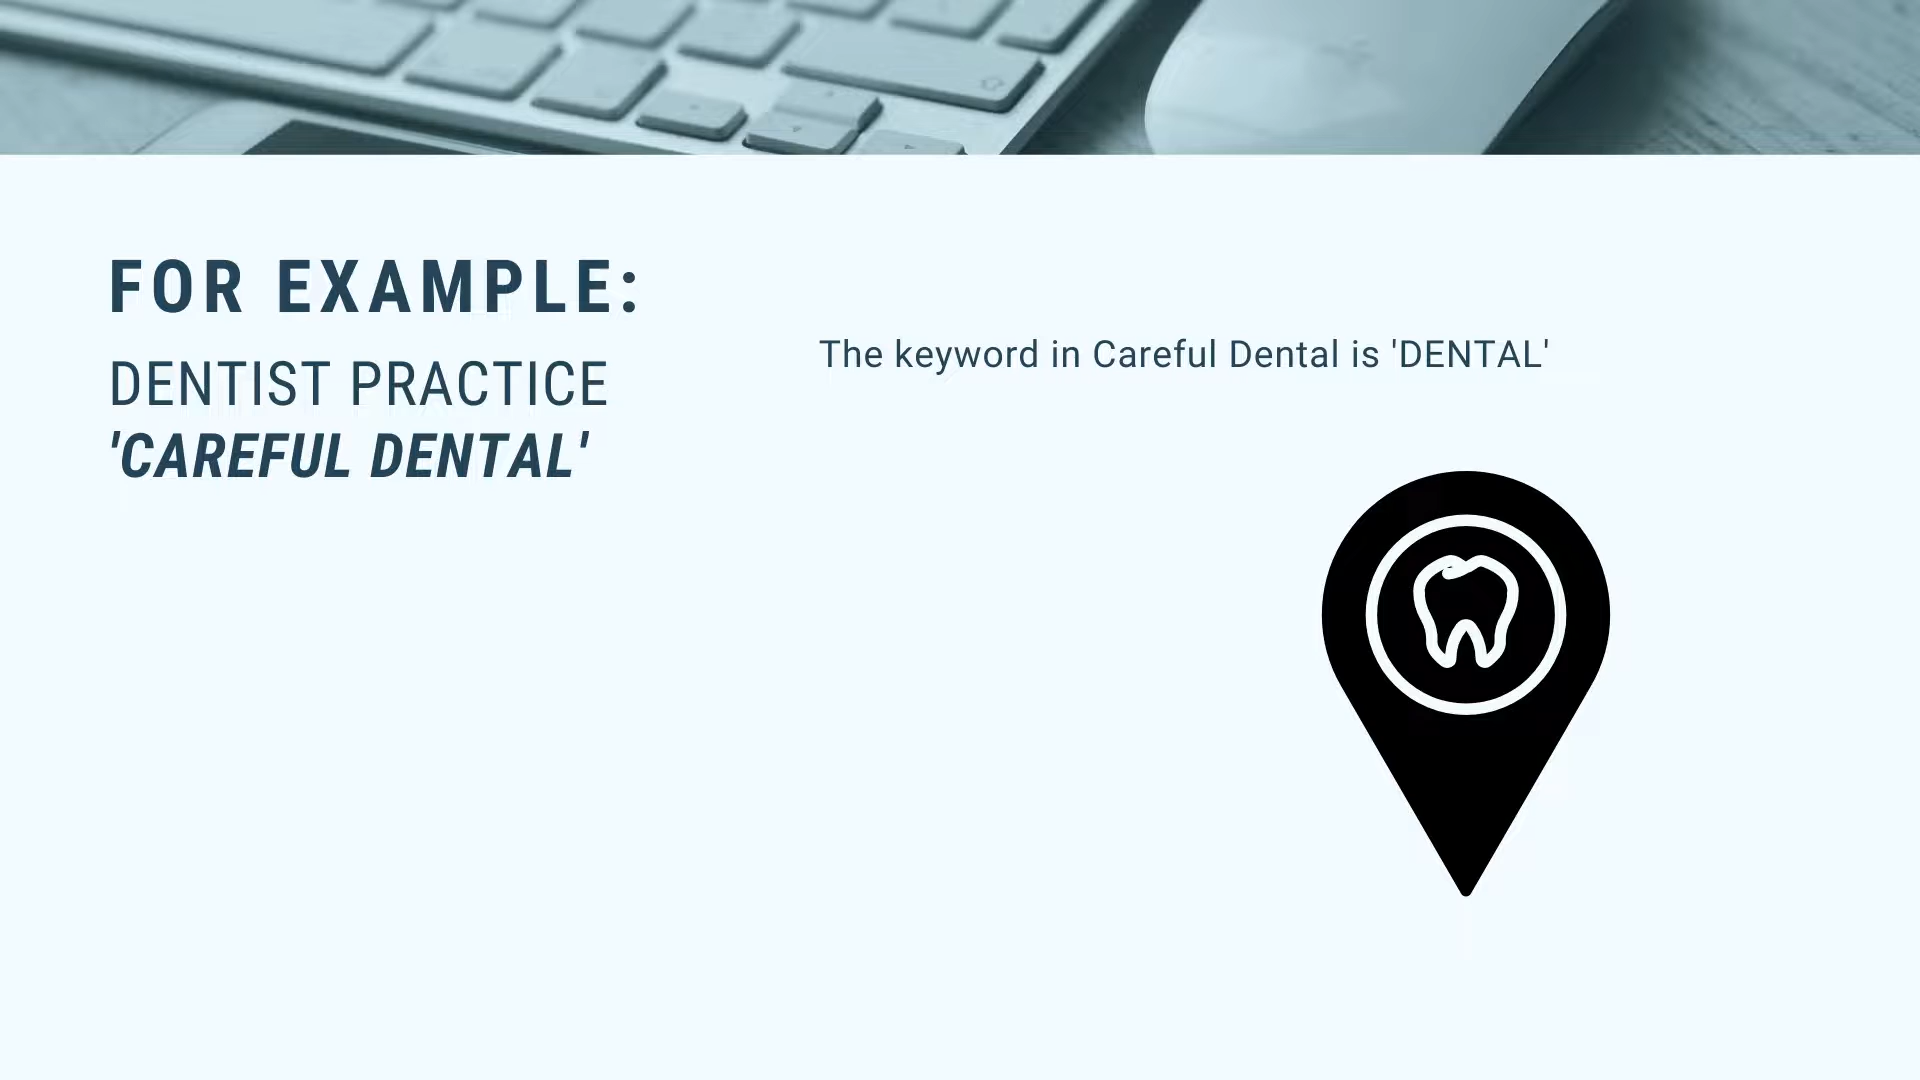 FOR EXAMPLE:
DENTIST PRACTICE
'CAREFUL DENTAL'
The keyword in Careful Dental is 'DENTAL'